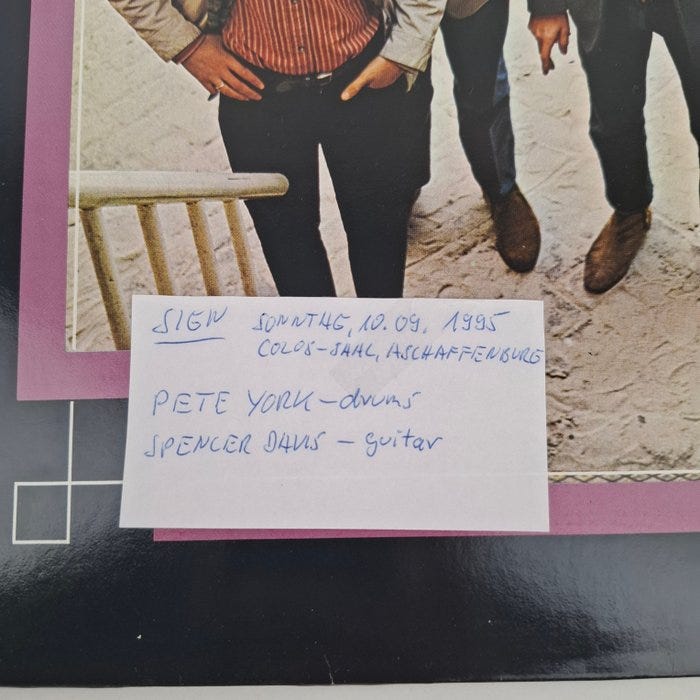 SIGN SONNTAG, 10.09. 1995
COLOS-SAAL, ASCHAFFENBURG
PETE YORK – drums
SPENCER DAVIS – guitar